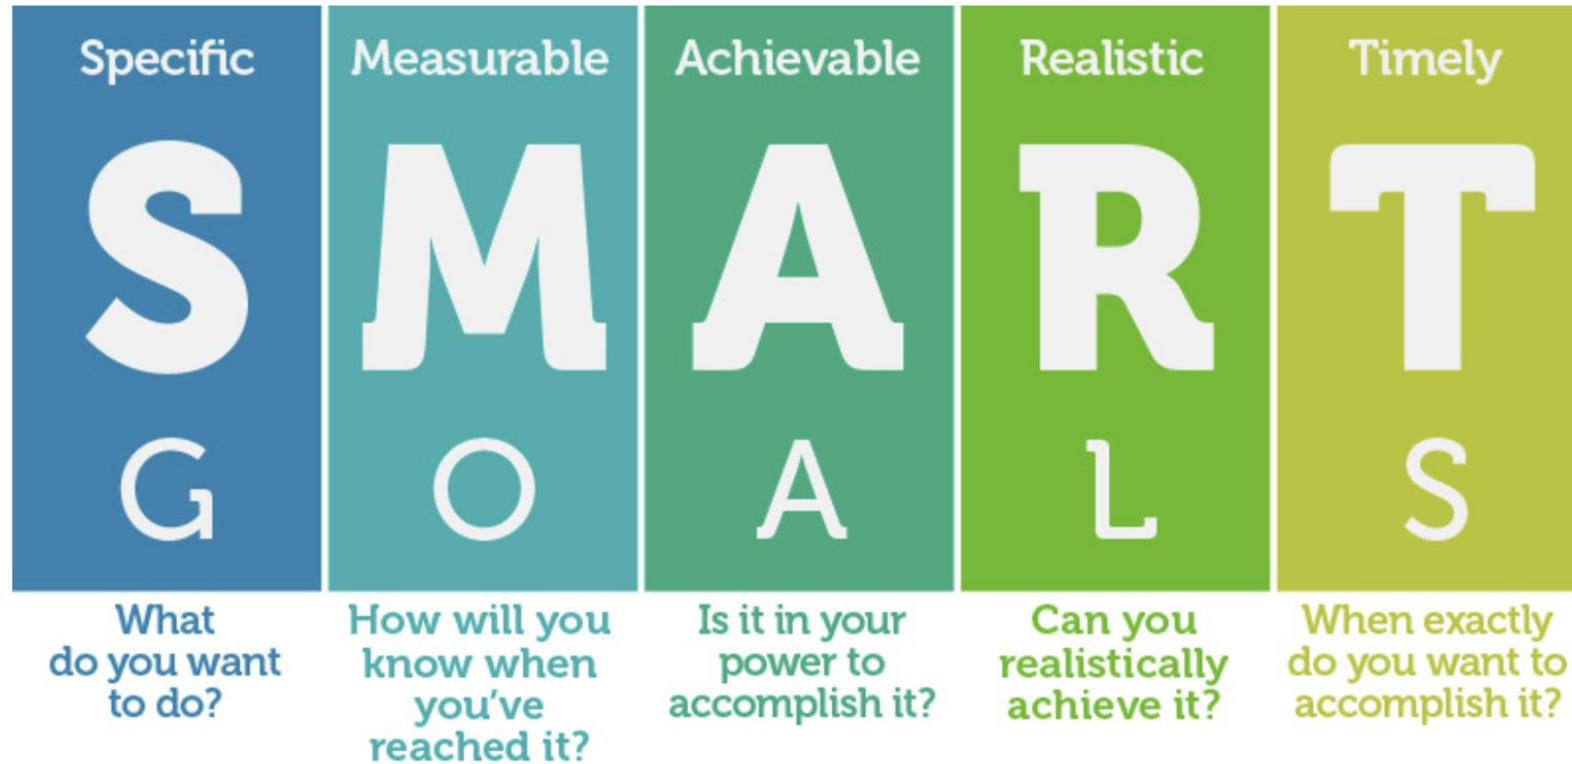 Specific
Measurable
Achievable
Realistic
Timely
S M A R T
G O A L S
What
do you want
to do?
How will you
know when
you've
reached it?
Is it in your
power to
accomplish it?
Can you
realistically
achieve it?
When exactly
do you want to
accomplish it?